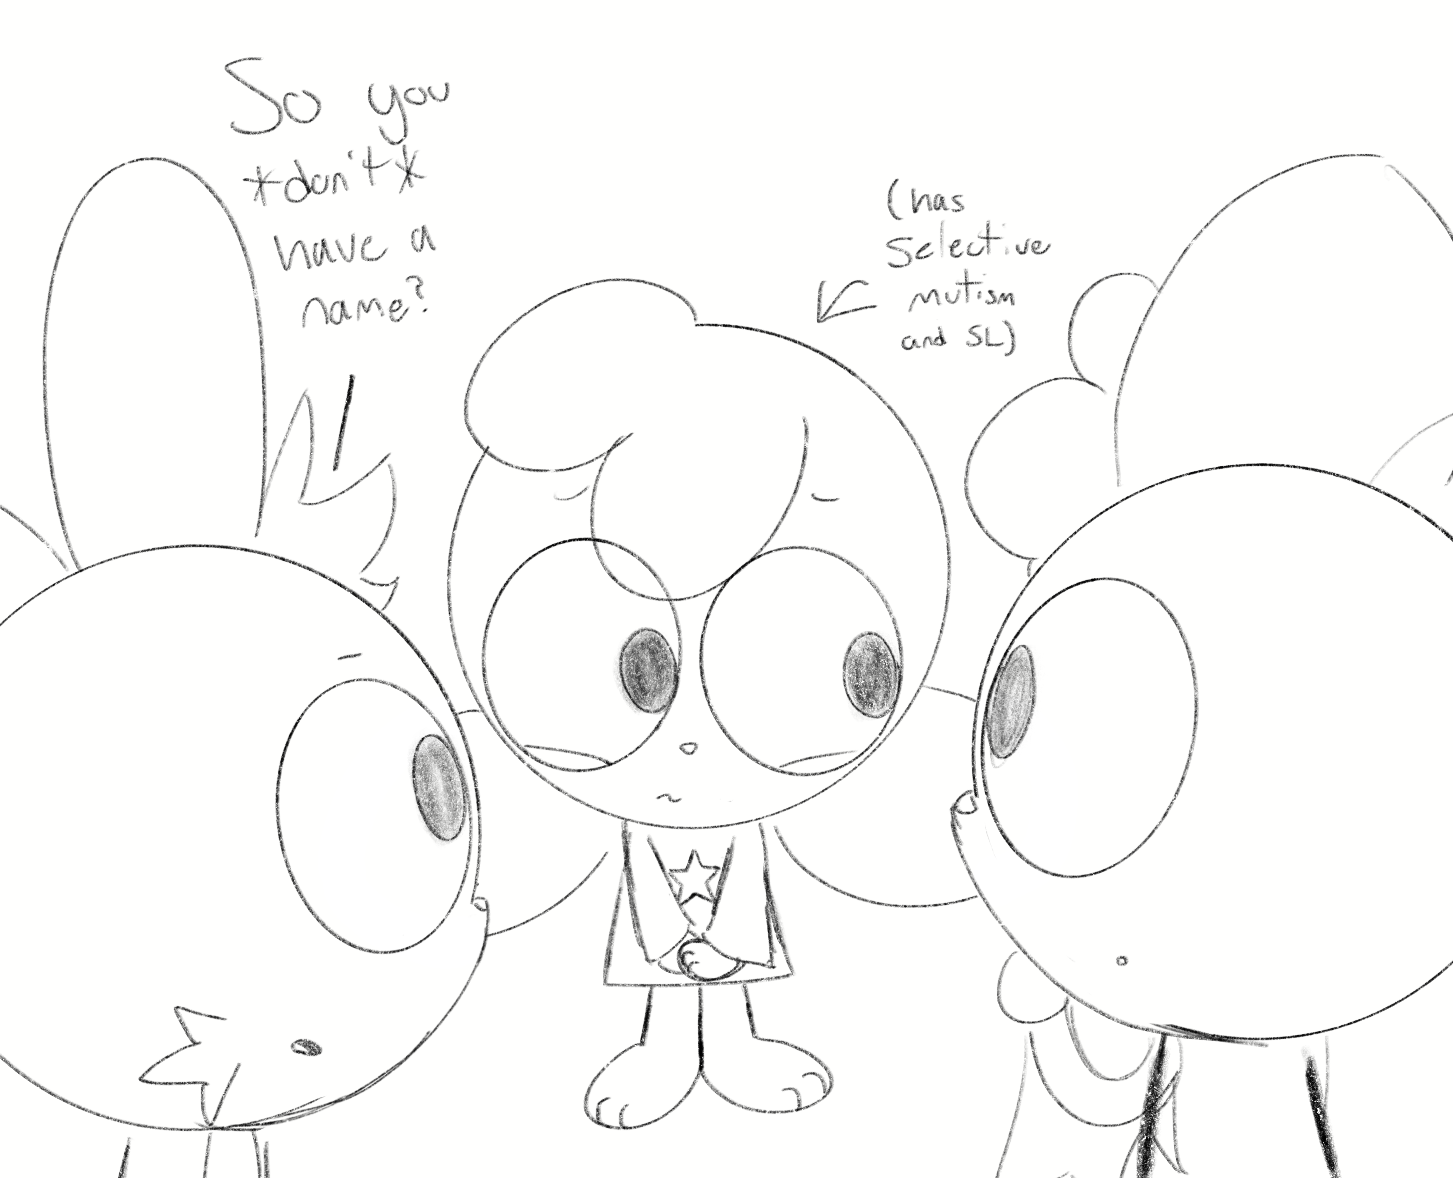 So you
*don't*
have a
name?
(has
Selective
mutism
and SL)